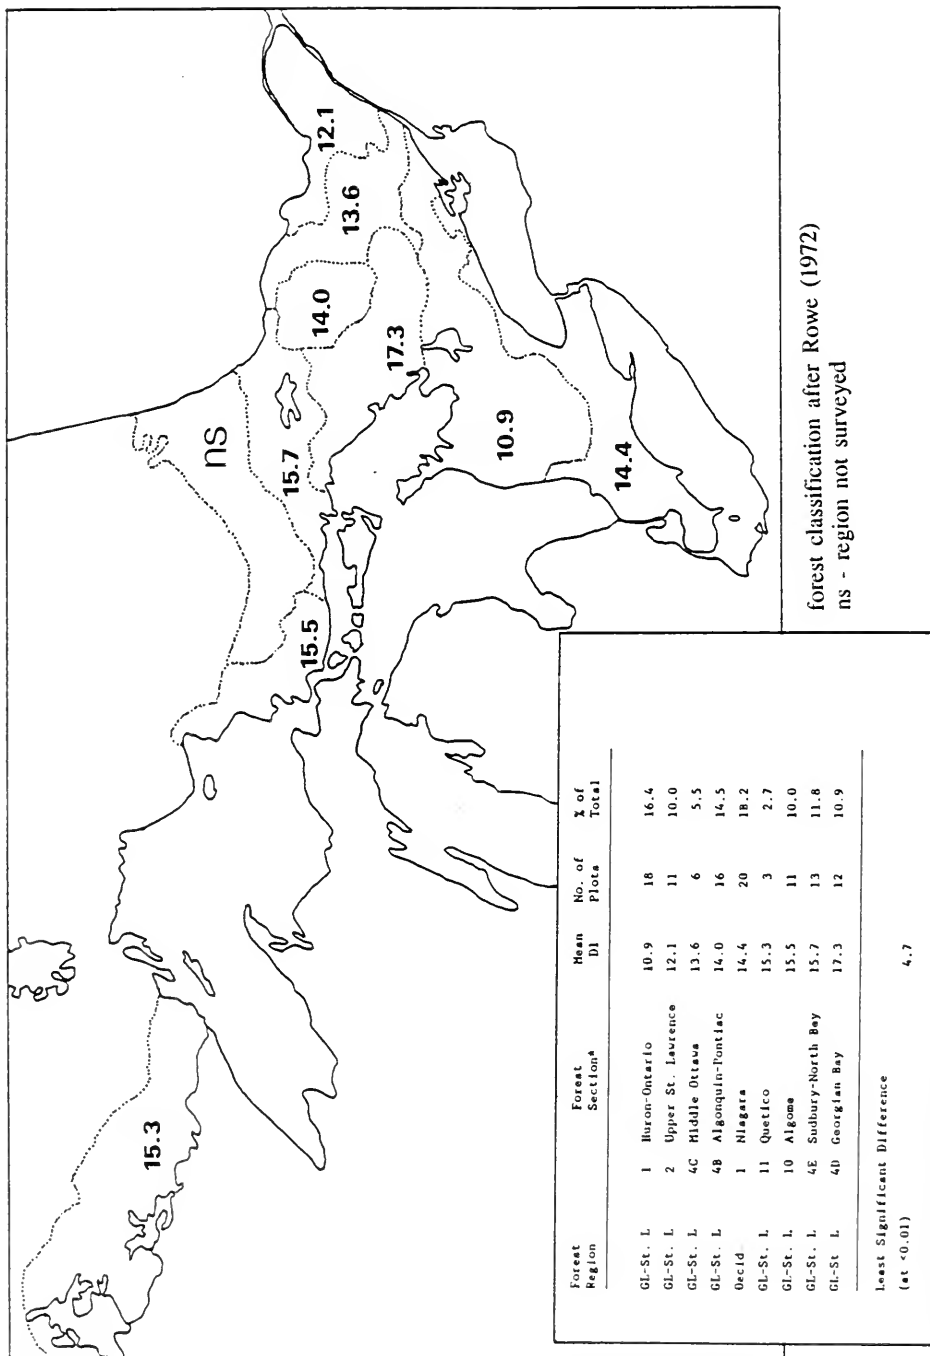 12.1
13.6
14.0
17.3
ns
15.7
10.9
14.4
15.5
15.3
forest classification after Rowe (1972)
ns - region not surveyed
Forest Region Forest Section* Mean DI No. of Plots % of Total
GL-St. L 1 Huron-Ontario 10.9 18 16.4
GL-St. L 2 Upper St. Lawrence 12.1 11 10.0
GL-St. L 4C Middle Ottawa 13.6 6 5.5
GL-St. L 4B Algonquin-Pontiac 14.0 16 14.5
Decid 1 Niagara 14.4 20 18.2
GL-St. L 11 Quetico 15.3 3 2.7
GL-St. L 10 Algoma 15.5 11 10.0
GL-St. L 4E Sudbury-North Bay 15.7 13 11.8
GL-St L 4D Georgian Bay 17.3 12 10.9
Least Significant Difference
(at <0.01) 4.7